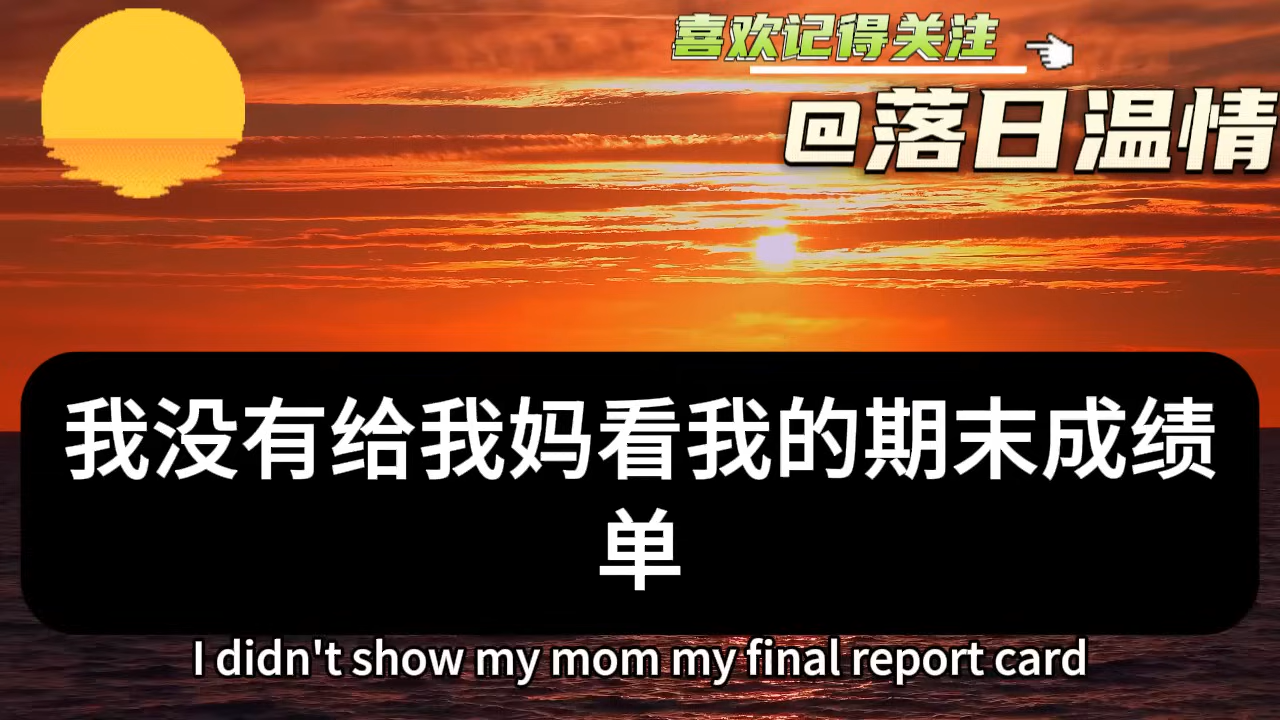 喜欢记得关注
@落日温情
我没有给我妈看我的期末成绩
单
I didn't show my mom my final report card